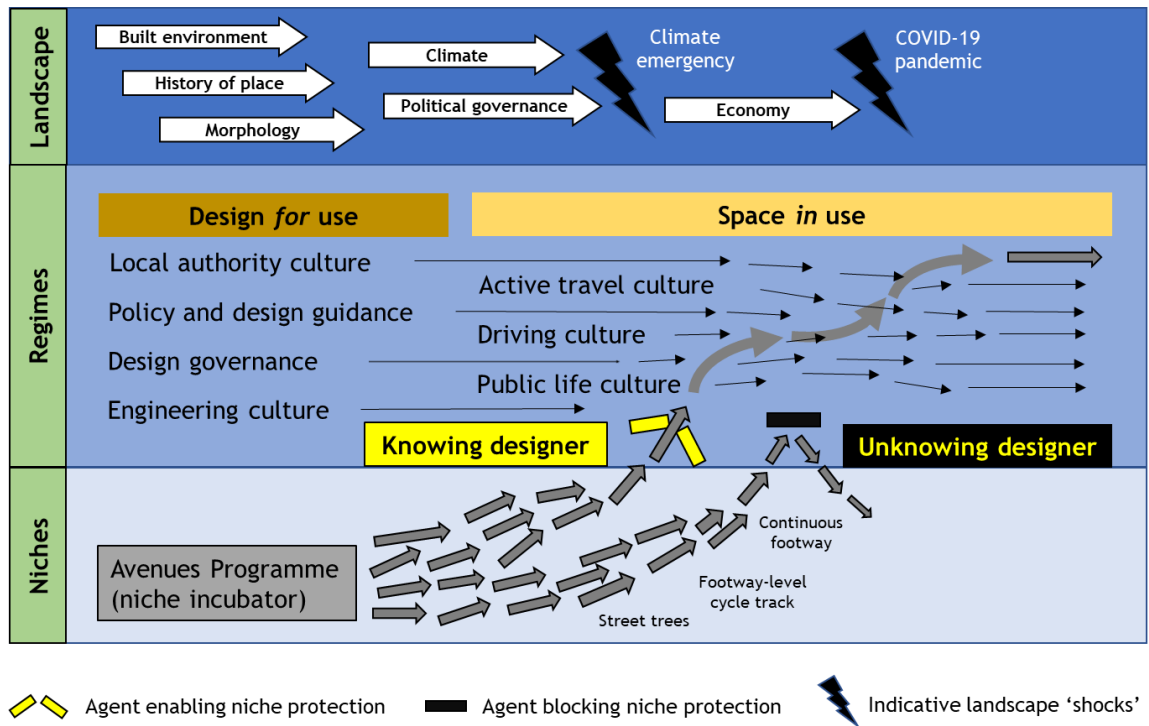 Landscape
Built environment
History of place
Morphology
Climate
Political governance
Climate
emergency
Economy
COVID-19
pandemic
Regimes
Design for use
Space in use
Local authority culture
Active travel culture
Policy and design guidance
Driving culture
Design governance
Public life culture
Engineering culture
Knowing designer
Unknowing designer
Niches
Avenues Programme
(niche incubator)
Continuous
footway
Footway-level
cycle track
Street trees
Agent enabling niche protection
Agent blocking niche protection
Indicative landscape ‘shocks’